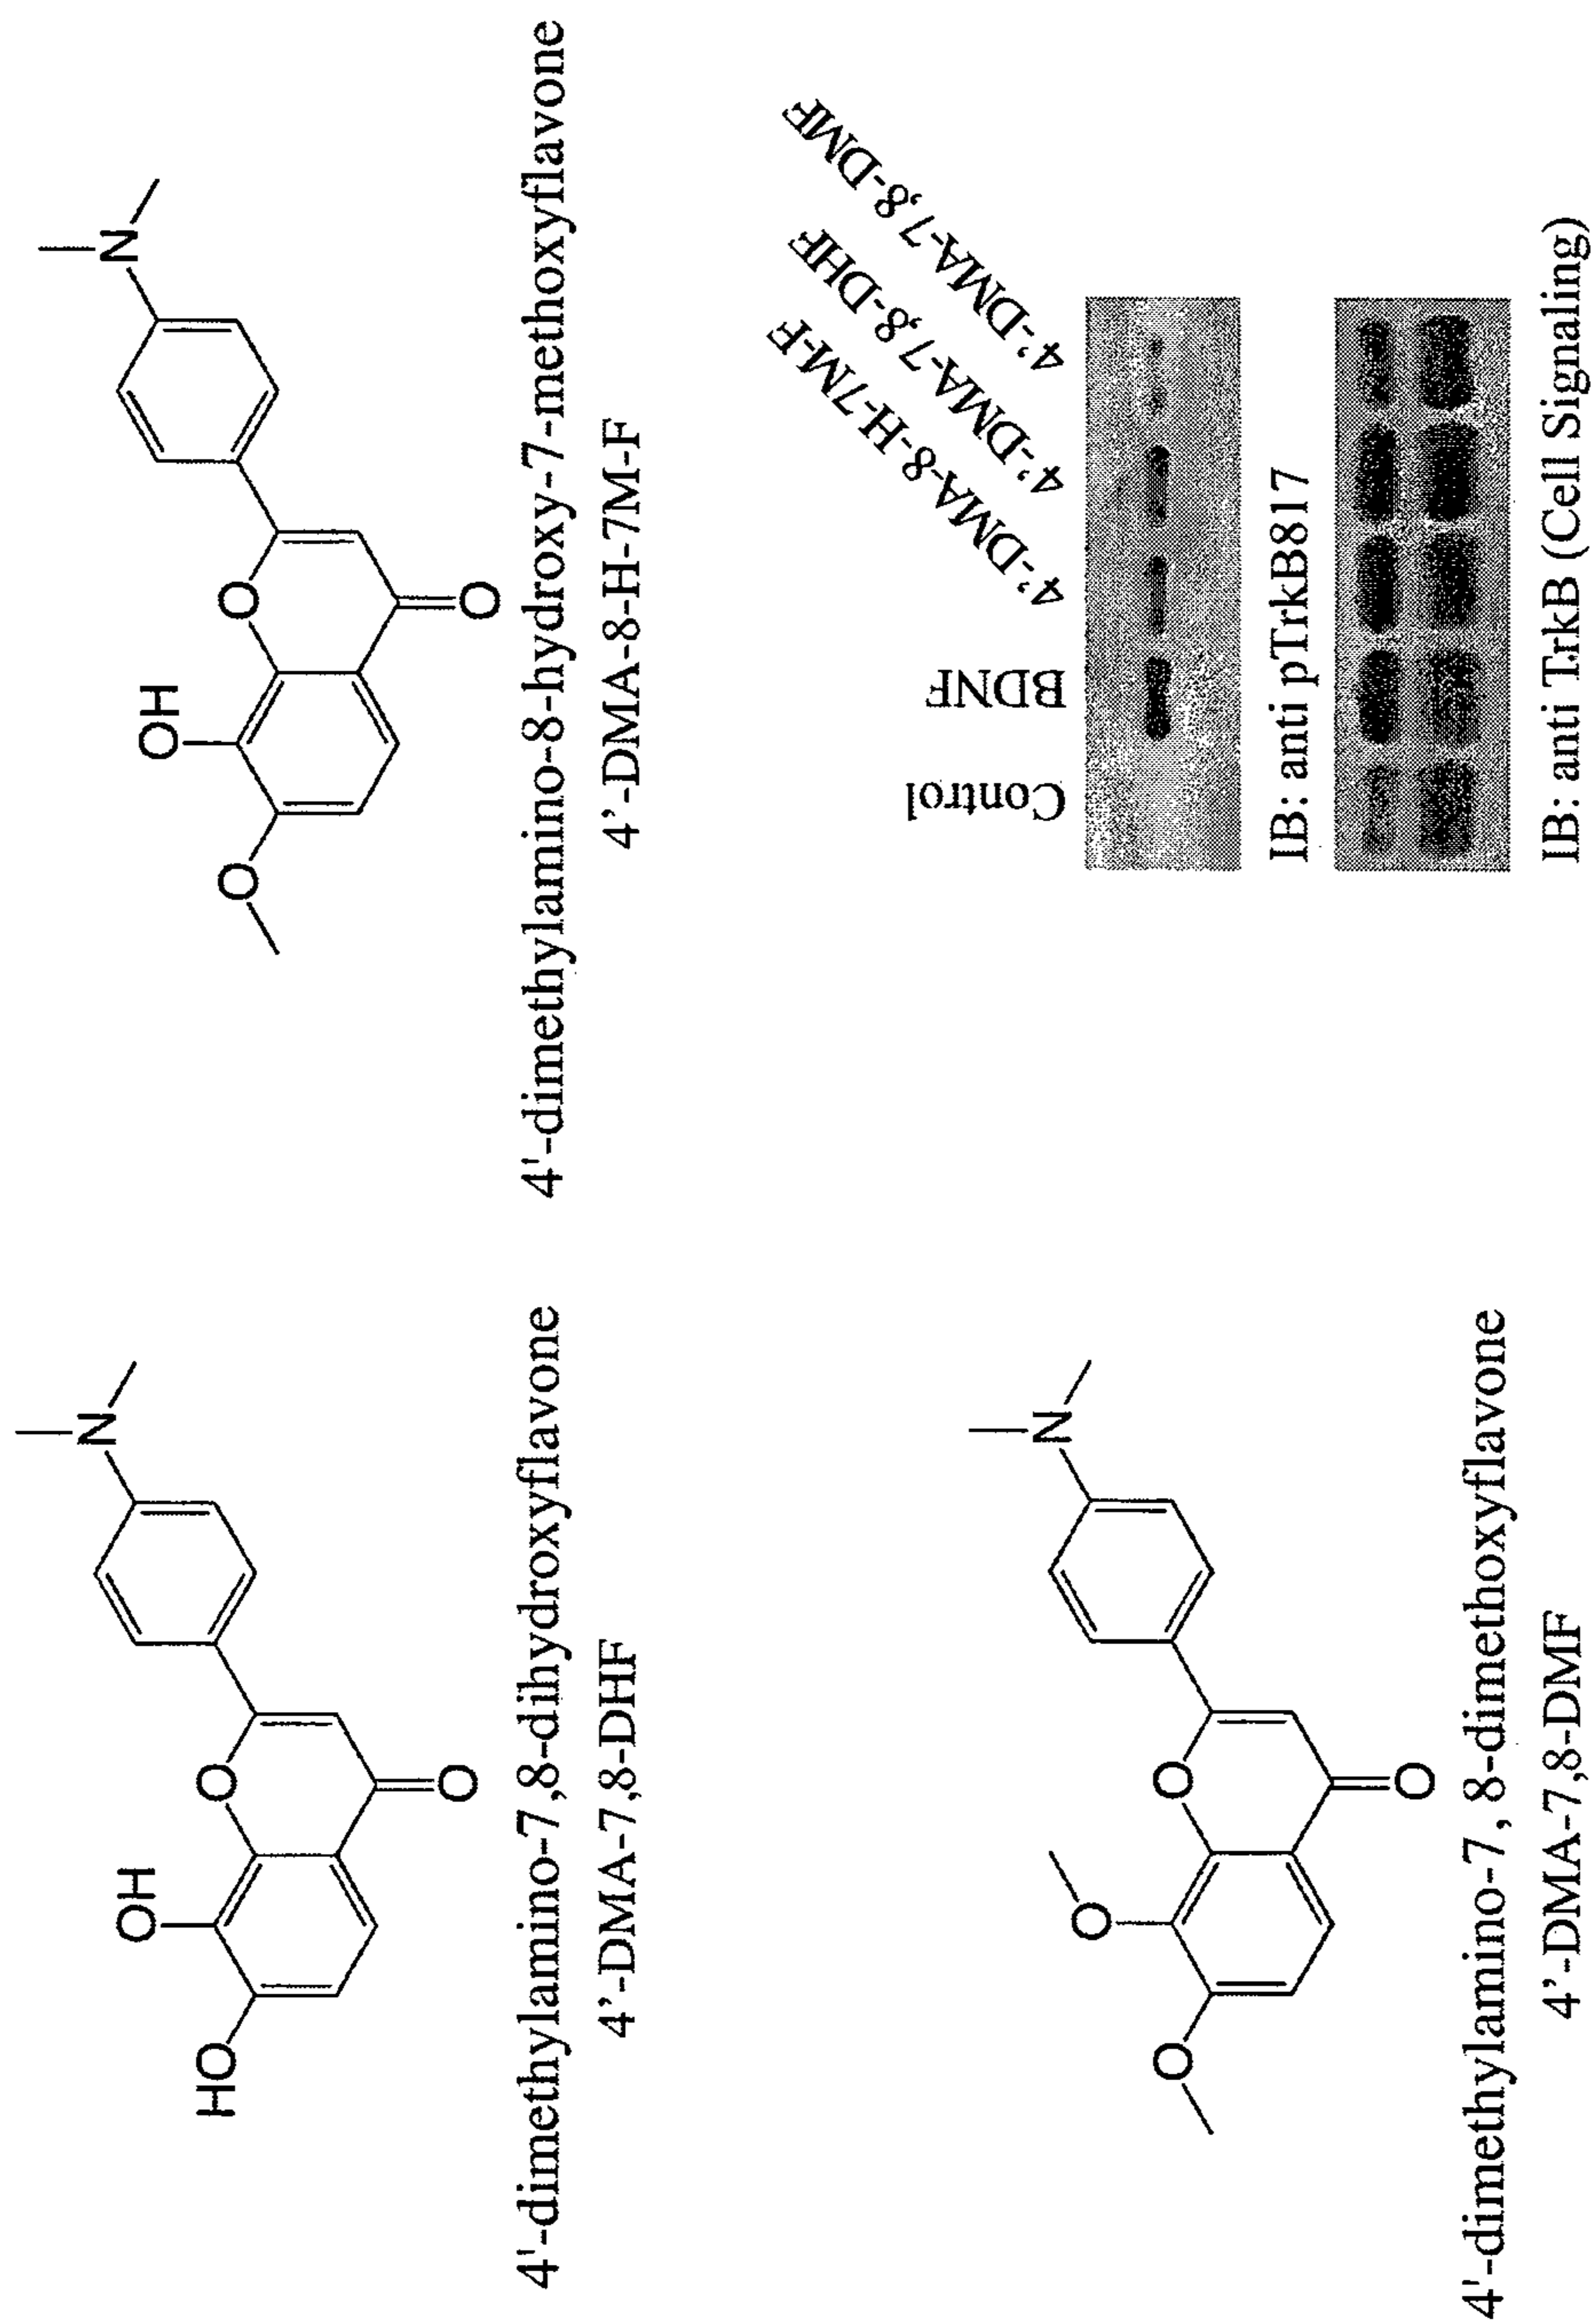 OH
HO
O
N
O
4'-dimethylamino-7,8-dihydroxyflavone
4’-DMA-7,8-DHF
OH
O
O
N
O
4'-dimethylamino-8-hydroxy-7-methoxyflavone
4’-DMA-8-H-7M-F
O
O
O
N
O
4'-dimethylamino-7, 8-dimethoxyflavone
4’-DMA-7,8-DMF
Control
BDNF
4’-DMA-8-H-7M-F
4’-DMA-7,8-DHF
4’-DMA-7,8-DMF
IB: anti pTrkB817
IB: anti TrkB (Cell Signaling)